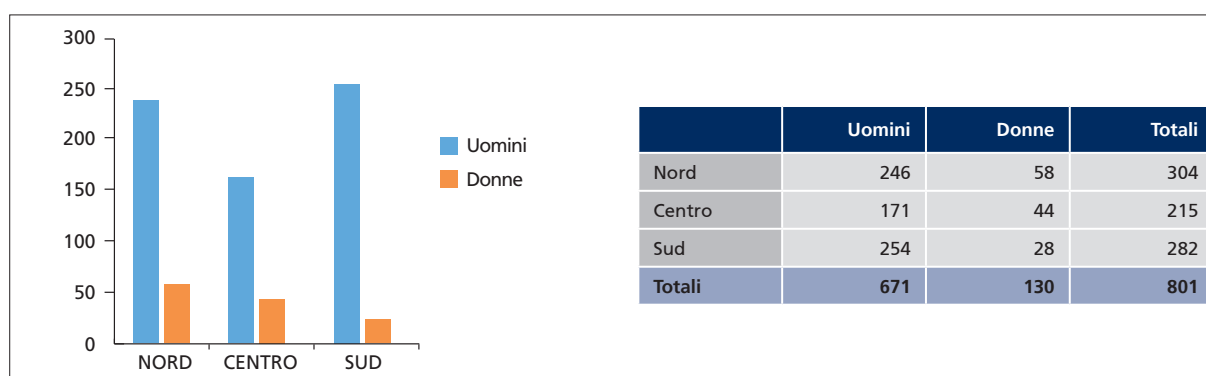 300
250
200
150
100
50
0
NORD CENTRO SUD
Uomini
Donne
Uomini Donne Totali
Nord 246 58 304
Centro 171 44 215
Sud 254 28 282
Totali 671 130 801